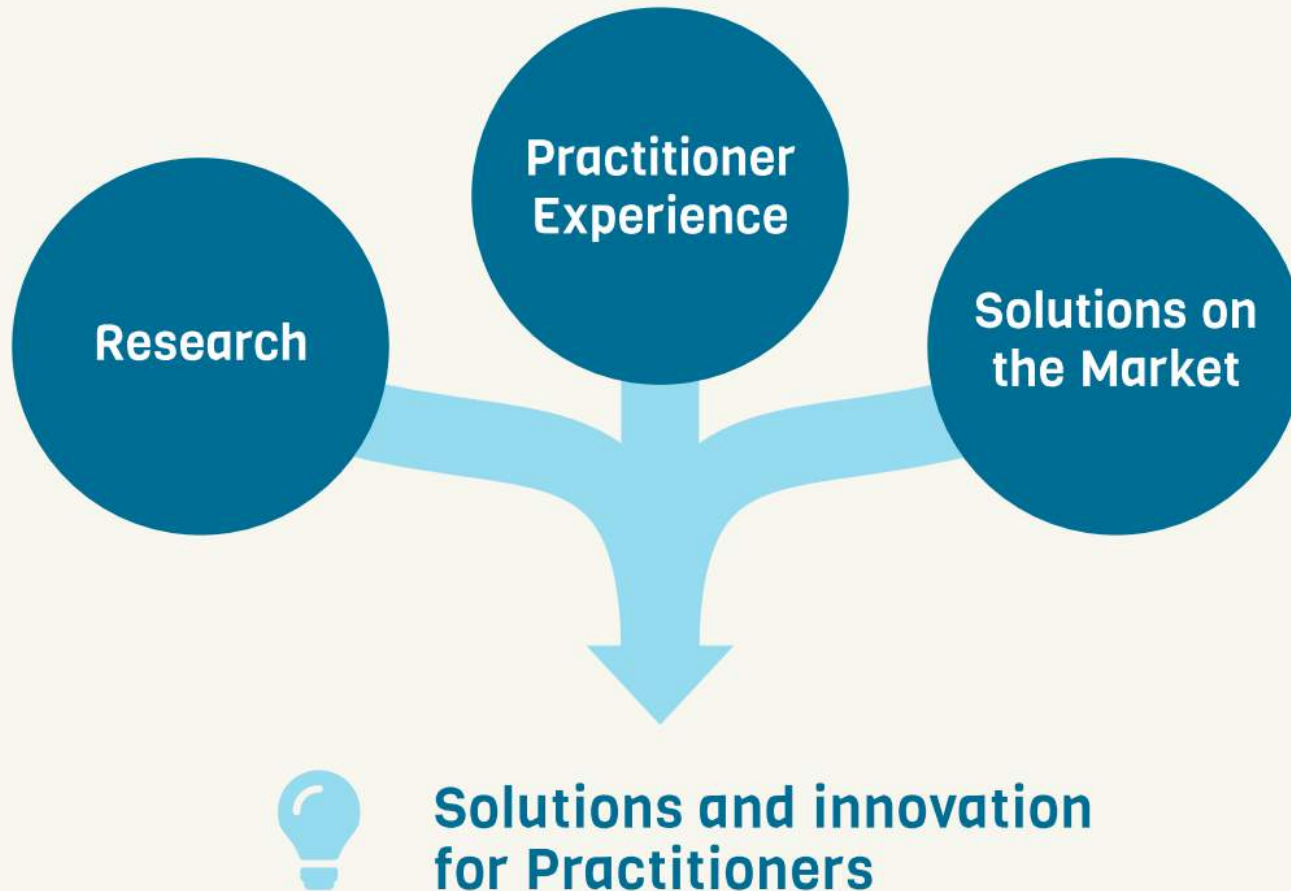 Research
Practitioner
Experience
Solutions on
the Market
Solutions and innovation
for Practitioners